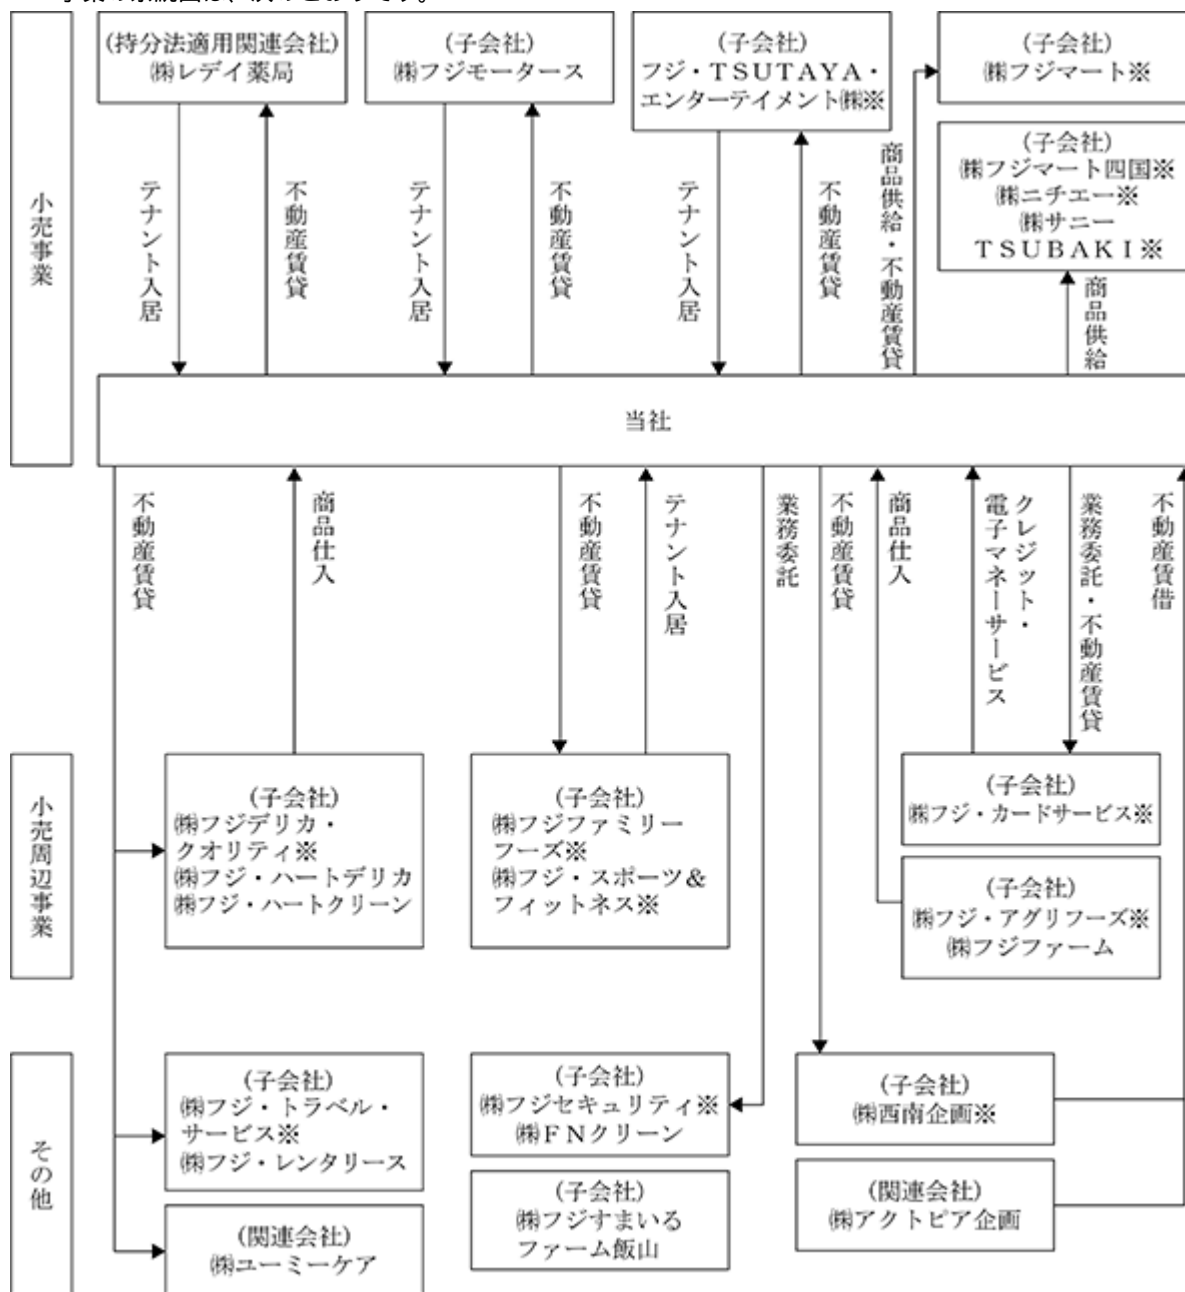 事業の系統図は、次のとおりです。
(持分法適用関連会社)
㈱レデイ薬局
(子会社)
㈱フジモータース
(子会社)
フジ・TSUTAYA・
エンターテイメント㈱※
(子会社)
㈱フジマート※
(子会社)
㈱フジマート四国※
㈱ニチエー※
㈱サニー
TSUBAKI※
小売事業
テナント入居
不動産賃貸
テナント入居
不動産賃貸
テナント入居
不動産賃貸
商品供給・不動産賃貸
商品供給
当社
不動産賃貸
商品仕入
不動産賃貸
テナント入居
業務委託
不動産賃貸
商品仕入
クレジット・
電子マネーサービス
業務委託・不動産賃貸
不動産賃借
小売周辺事業
(子会社)
㈱フジデリカ・
クオリティ※
㈱フジ・ハートデリカ
㈱フジ・ハートクリーン
(子会社)
㈱フジファミリー
フーズ※
㈱フジ・スポーツ&
フィットネス※
(子会社)
㈱フジ・カードサービス※
(子会社)
㈱フジ・アグリフーズ※
㈱フジファーム
その他
(子会社)
㈱フジ・トラベル・
サービス※
㈱フジ・レンタリース
(関連会社)
㈱ユーミーケア
(子会社)
㈱フジセキュリティ※
㈱FNクリーン
(子会社)
㈱フジすまいる
ファーム飯山
(子会社)
㈱西南企画※
(関連会社)
㈱アクトピア企画